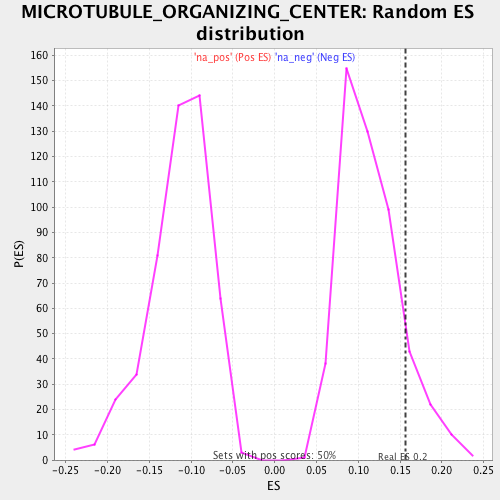 MICROTUBULE_ORGANIZING_CENTER: Random ES
distribution
'na_pos' (Pos ES) 'na_neg' (Neg ES)
160
150
140
130
120
110
100
90
80
70
60
50
40
30
20
10
0
P(ES)
Sets with pos scores: 50%
Real ES 0.2
-0.25 -0.20 -0.15 -0.10 -0.05 0.00 0.05 0.10 0.15 0.20 0.25
ES